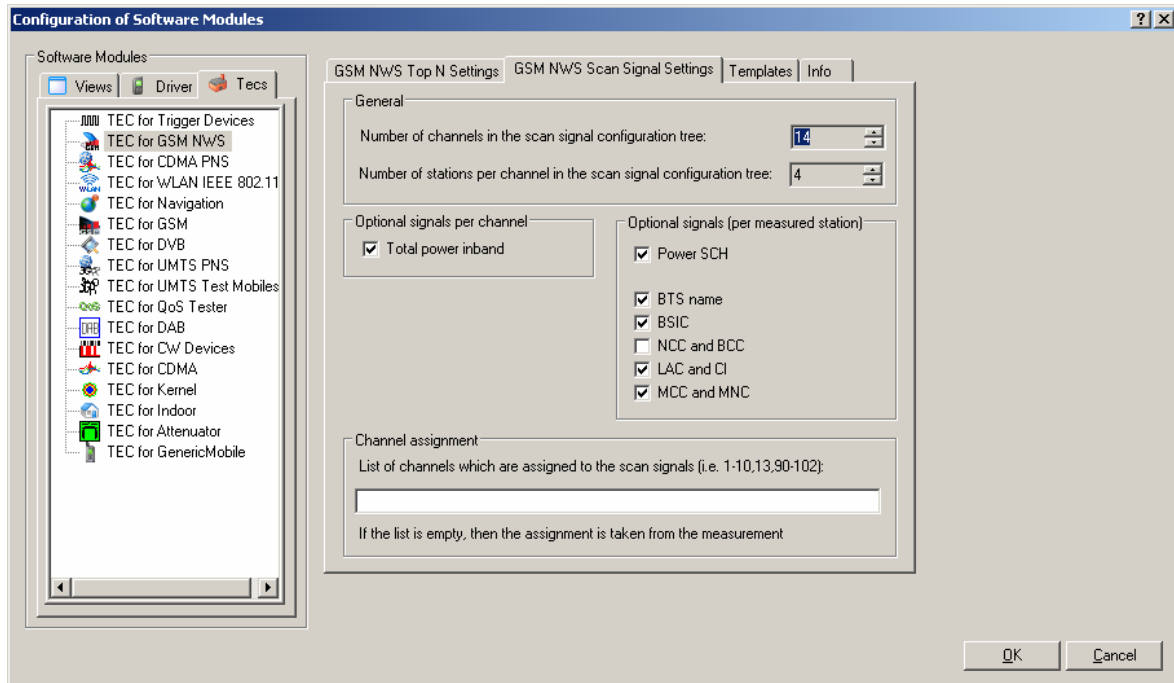 Configuration of Software Modules
Software Modules
Views Driver Tecs
TEC for Trigger Devices
TEC for GSM NWS
TEC for CDMA PNS
TEC for WLAN IEEE 802.11
TEC for Navigation
TEC for GSM
TEC for DVB
TEC for UMTS PNS
TEC for UMTS Test Mobiles
TEC for QoS Tester
TEC for DAB
TEC for CW Devices
TEC for CDMA
TEC for Kernel
TEC for Indoor
TEC for Attenuator
TEC for GenericMobile
GSM NWS Top N Settings GSM NWS Scan Signal Settings Templates Info
General
Number of channels in the scan signal configuration tree: 14
Number of stations per channel in the scan signal configuration tree: 4
Optional signals per channel
Total power inband
Optional signals (per measured station)
Power SCH
BTS name
BSIC
NCC and BCC
LAC and CI
MCC and MNC
Channel assignment
List of channels which are assigned to the scan signals (i.e. 1-10,13,90-102):
If the list is empty, then the assignment is taken from the measurement
OK Cancel